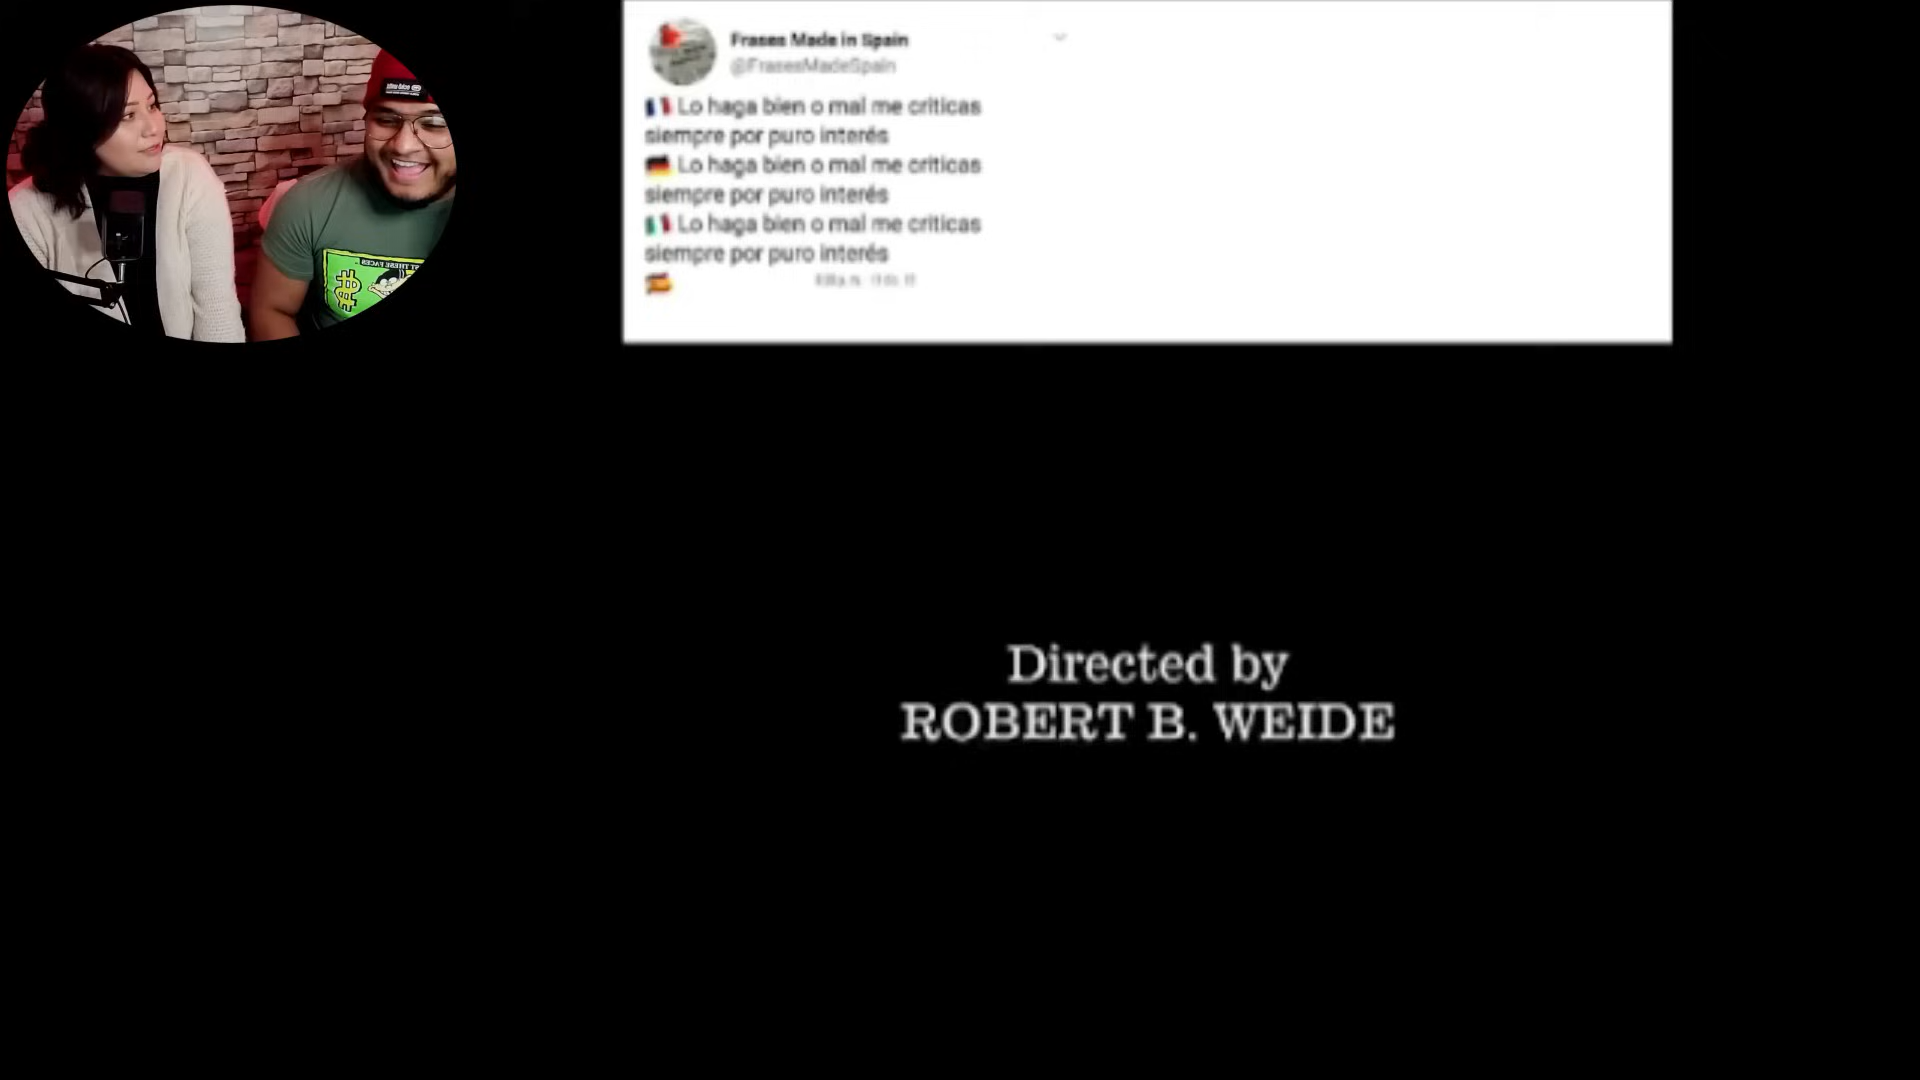 Frases Made in Spain
@FrasesMadeSpain
🇫🇷 Lo haga bien o mal me criticas
siempre por puro interés
🇩🇪 Lo haga bien o mal me criticas
siempre por puro interés
🇮🇹 Lo haga bien o mal me criticas
siempre por puro interés
🇪🇸
Directed by
ROBERT B. WEIDE